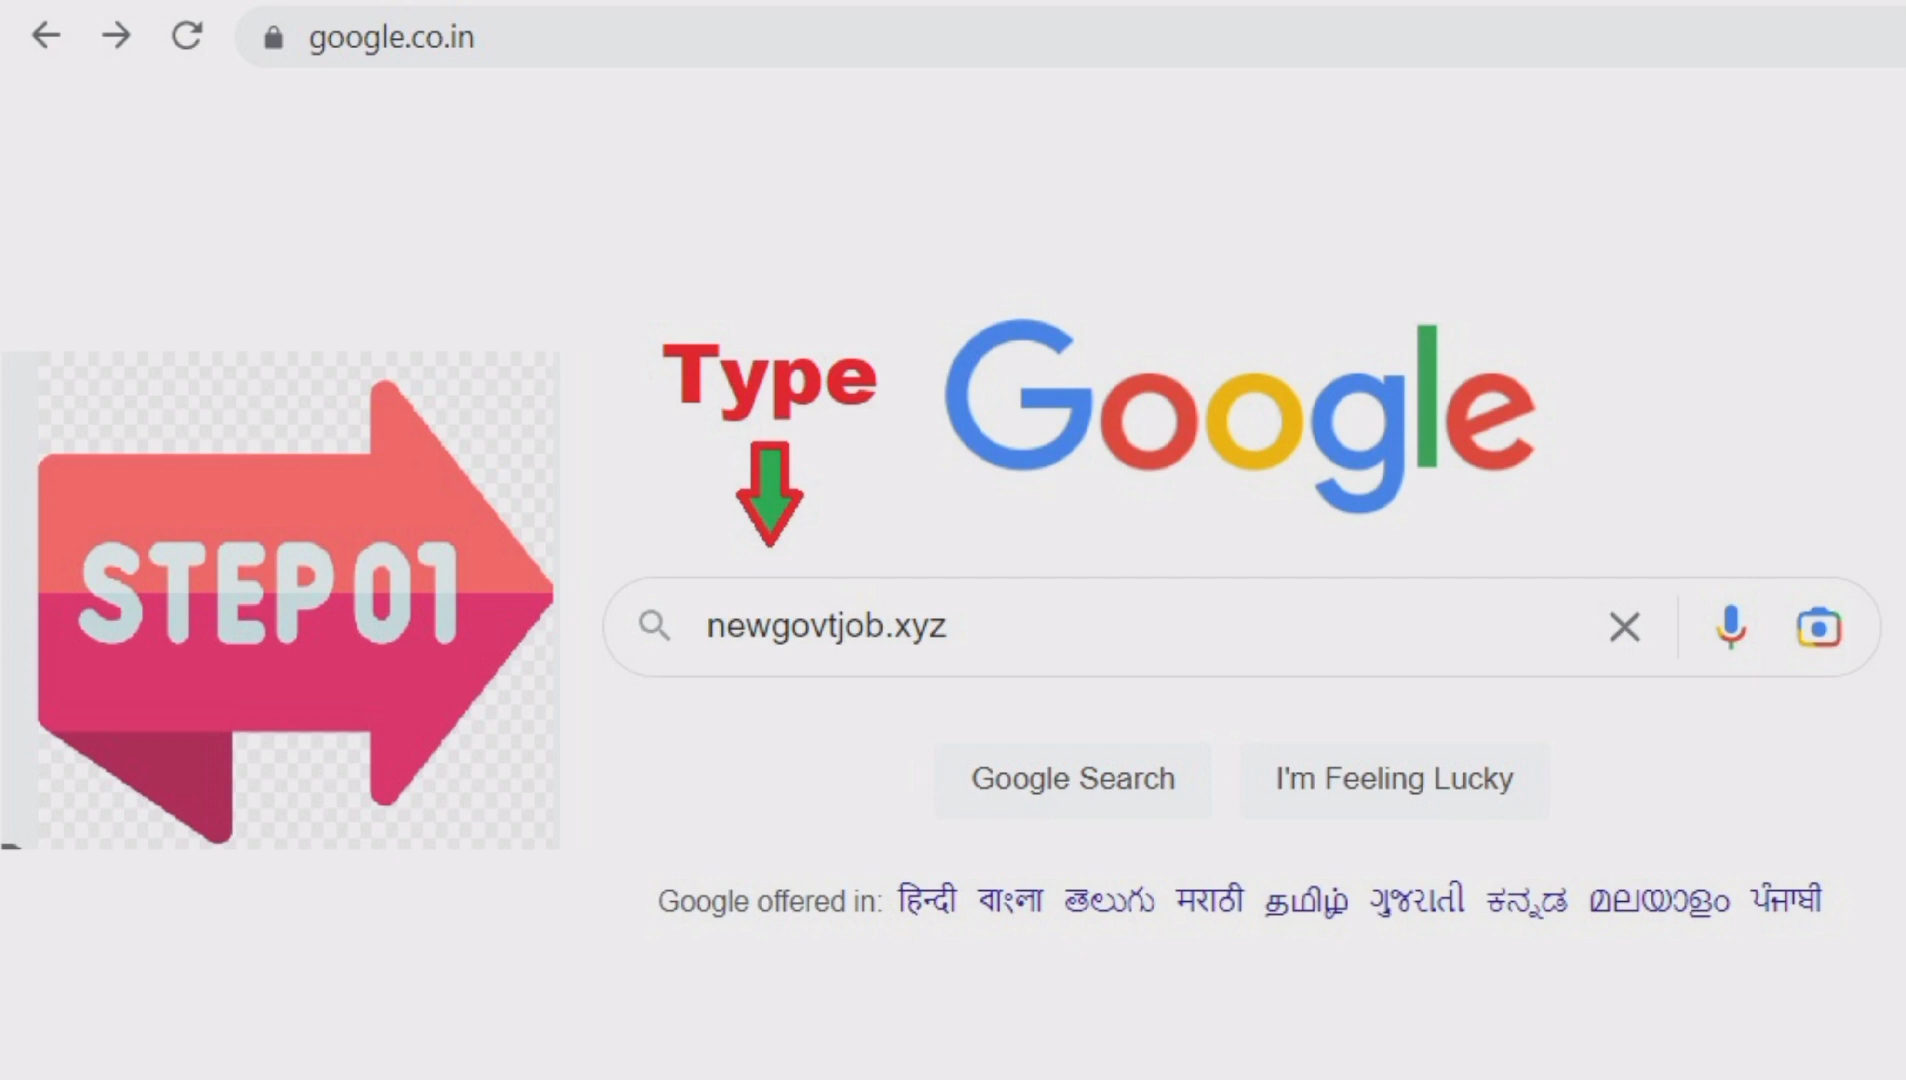 google.co.in
Type
Google
STEP 01
newgovtjob.xyz
Google Search
I'm Feeling Lucky
Google offered in: हिन्दी বাংলা తెలుగు मराठी தமிழ் ગુજરાતી ಕನ್ನಡ മലയാളം ਪੰਜਾਬੀ